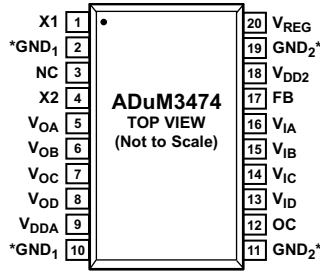 X1 1
*GND1 2
NC 3
X2 4
VOA 5
VOB 6
VOC 7
VOD 8
VDDA 9
*GND1 10
ADuM3474
TOP VIEW
(Not to Scale)
20 VREG
19 GND2*
18 VDD2
17 FB
16 VIA
15 VIB
14 VIC
13 VID
12 OC
11 GND2*